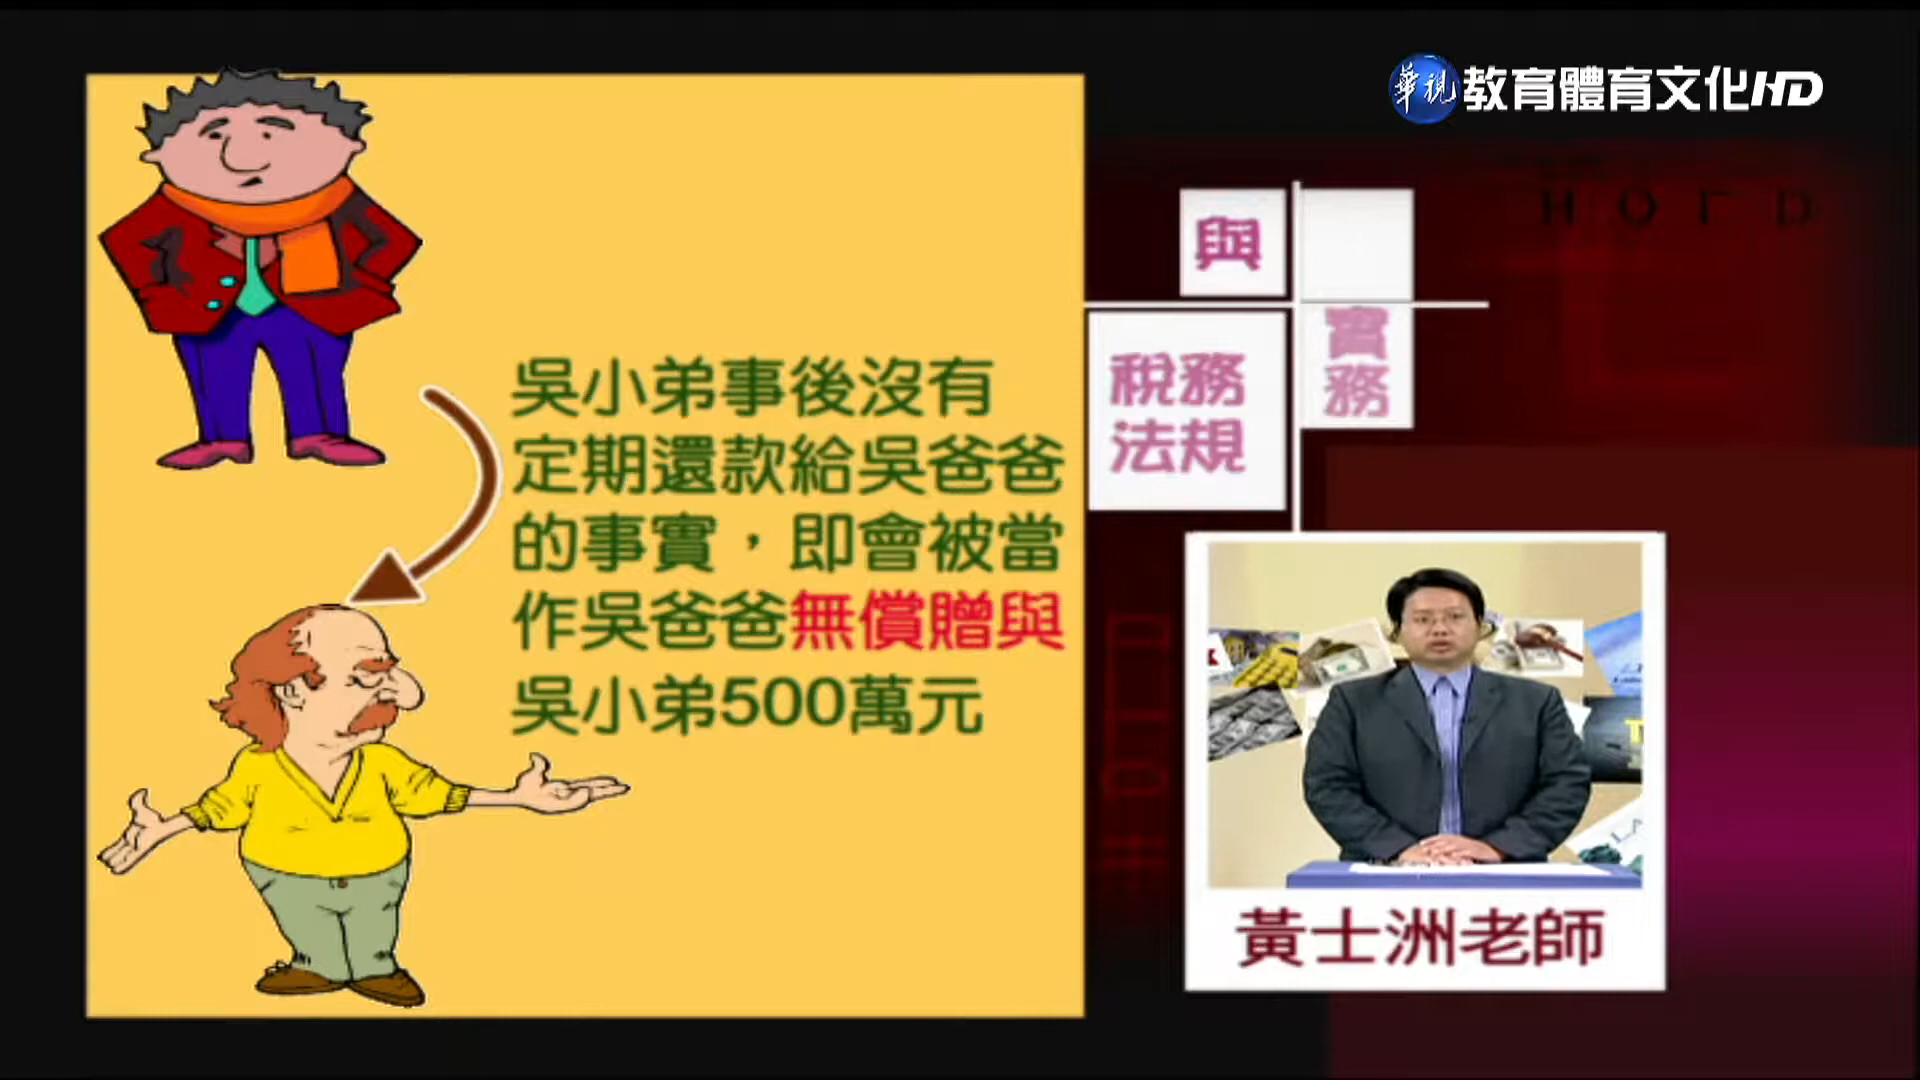 華視 教育體育文化HD
吳小弟事後沒有
定期還款給吳爸爸
的事實，即會被當
作吳爸爸無償贈與
吳小弟500萬元
稅務
法規
與
實
務
黃士洲老師